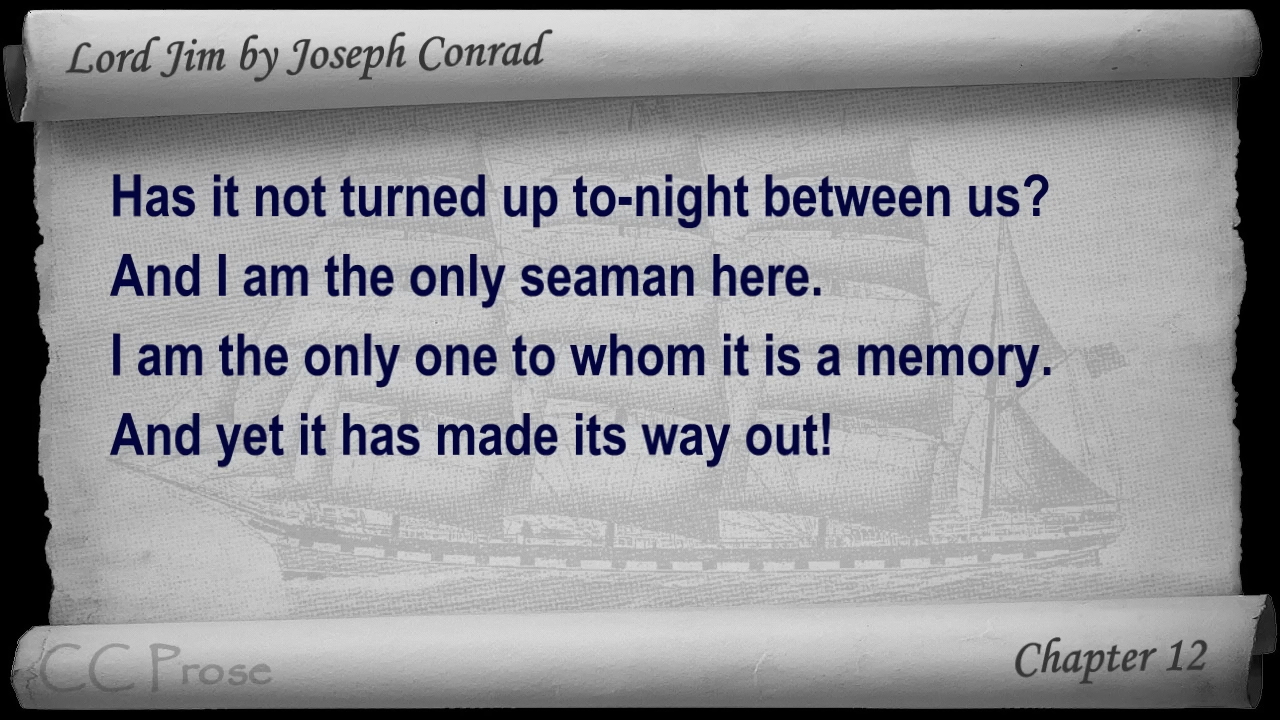 Lord Jim by Joseph Conrad
Has it not turned up to-night between us?
And I am the only seaman here.
I am the only one to whom it is a memory.
And yet it has made its way out!
CC Prose
Chapter 12